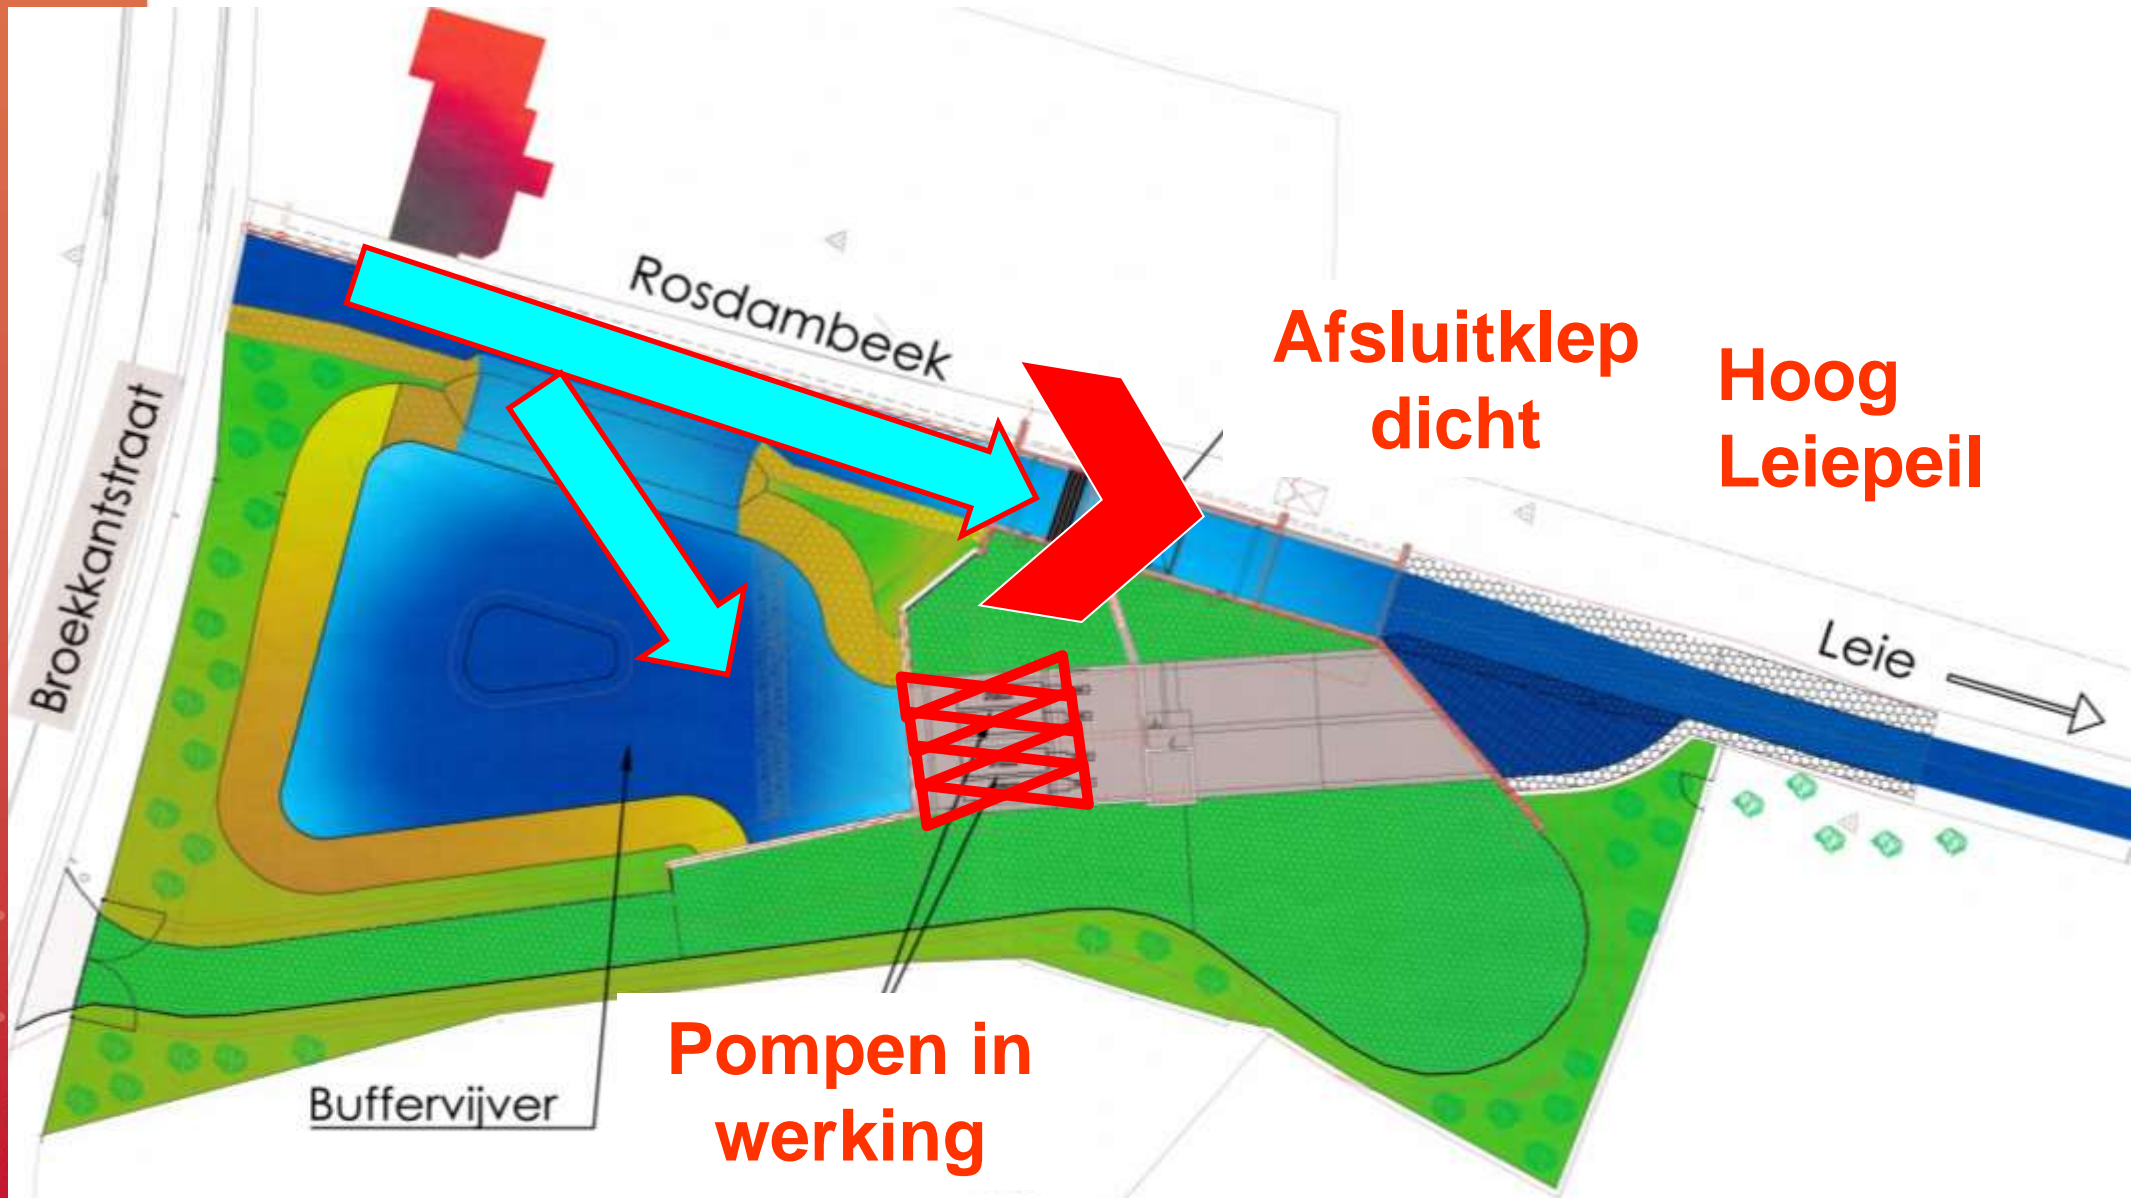 Rosdambeek
Afsluitklep
dicht
Hoog
Leiepeil
Broekkantstraat
Leie
Buffervijver
Pompen in
werking